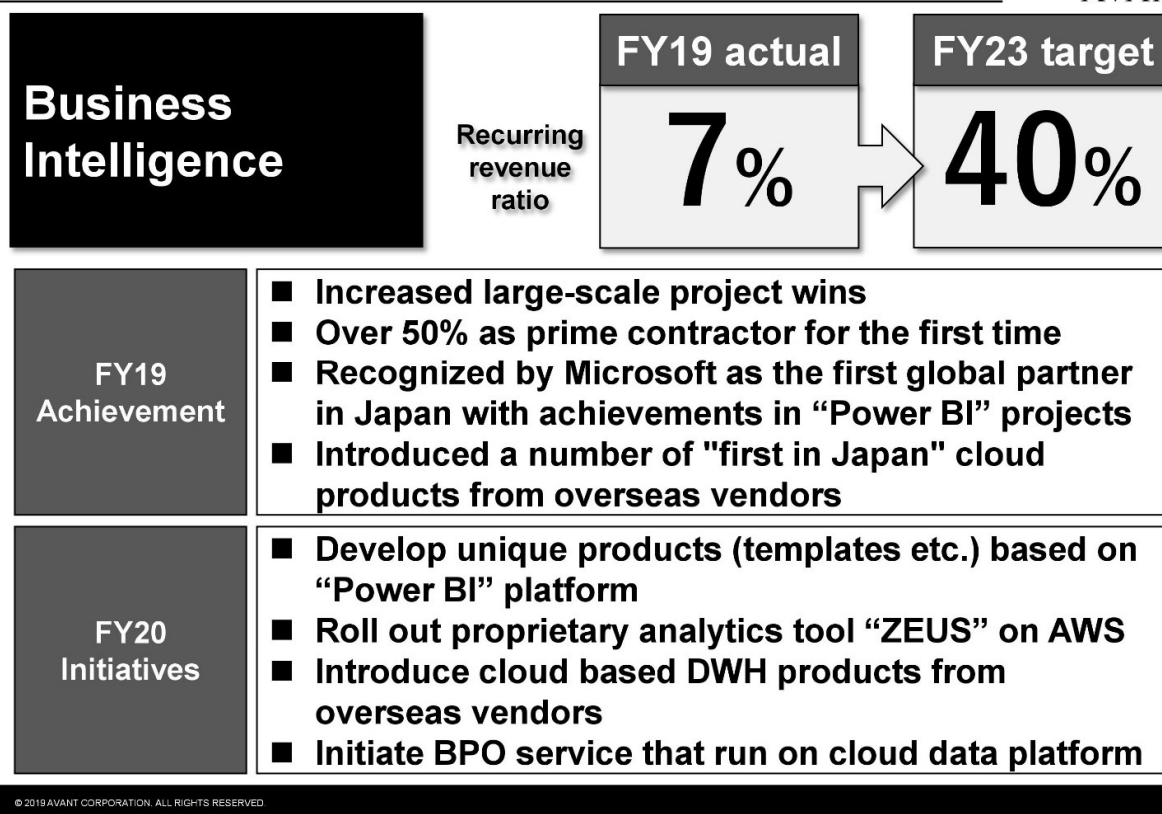 Business
Intelligence
Recurring
revenue
ratio
FY19 actual
7%
FY23 target
40%
FY19
Achievement
■ Increased large-scale project wins
■ Over 50% as prime contractor for the first time
■ Recognized by Microsoft as the first global partner
in Japan with achievements in “Power BI” projects
■ Introduced a number of "first in Japan" cloud
products from overseas vendors
FY20
Initiatives
■ Develop unique products (templates etc.) based on
“Power BI” platform
■ Roll out proprietary analytics tool “ZEUS” on AWS
■ Introduce cloud based DWH products from
overseas vendors
■ Initiate BPO service that run on cloud data platform
© 2019 AVANT CORPORATION. ALL RIGHTS RESERVED.